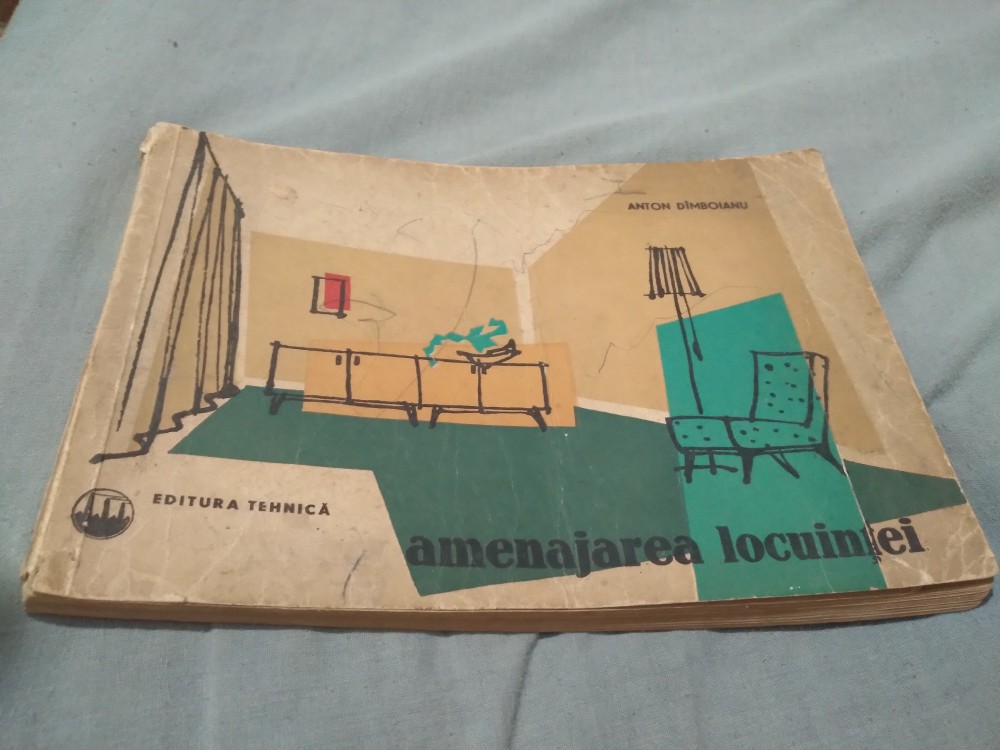 ANTON DÎMBOIANU
EDITURA TEHNICĂ
amenajarea locuinței